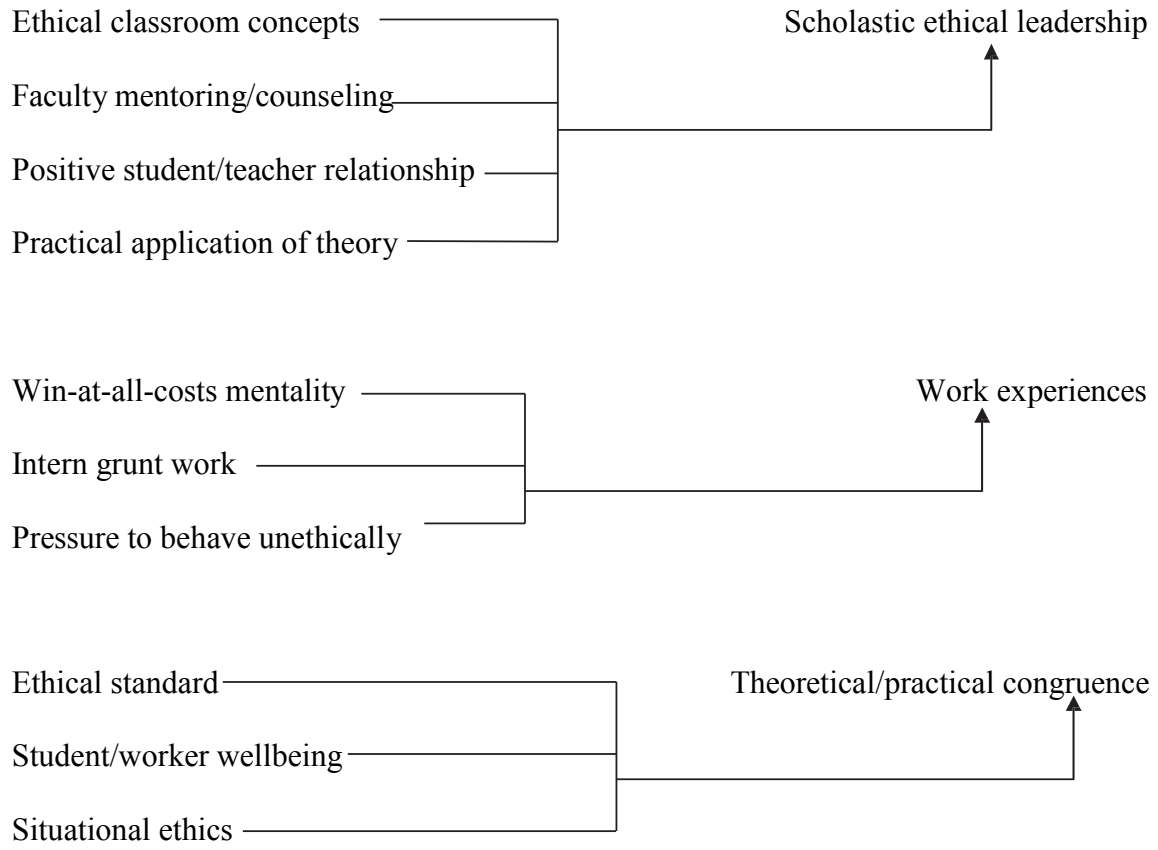 Ethical classroom concepts
Scholastic ethical leadership
Faculty mentoring/counseling
Positive student/teacher relationship
Practical application of theory
Win-at-all-costs mentality
Work experiences
Intern grunt work
Pressure to behave unethically
Ethical standard
Theoretical/practical congruence
Student/worker wellbeing
Situational ethics